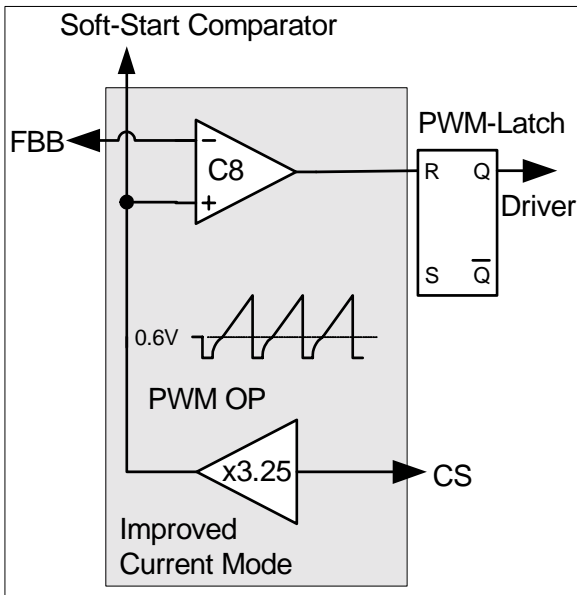 Soft-Start Comparator
FBB
PWM-Latch
C8
−
+
R
Q
Driver
S
Q̅
0.6V
PWM OP
x3.25
CS
Improved
Current Mode